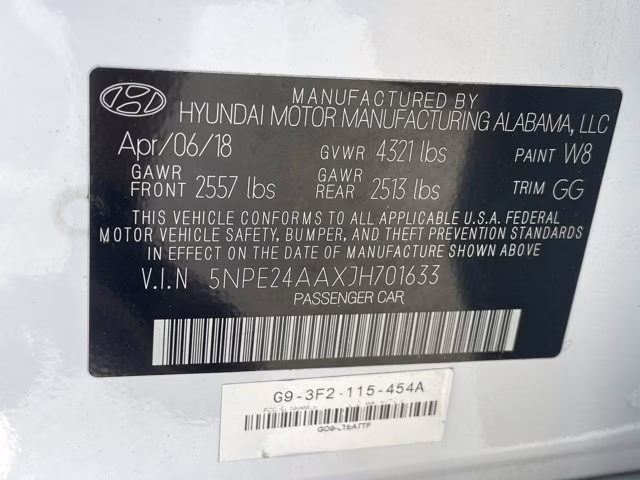 MANUFACTURED BY
HYUNDAI MOTOR MANUFACTURING ALABAMA, LLC
Apr/06/18 GVWR 4321 lbs PAINT W8
GAWR FRONT 2557 lbs GAWR REAR 2513 lbs TRIM GG
THIS VEHICLE CONFORMS TO ALL APPLICABLE U.S.A. FEDERAL
MOTOR VEHICLE SAFETY, BUMPER, AND THEFT PREVENTION STANDARDS
IN EFFECT ON THE DATE OF MANUFACTURE SHOWN ABOVE
V.I.N 5NPE24AAXJH701633
PASSENGER CAR
G9-3F2-115-454A